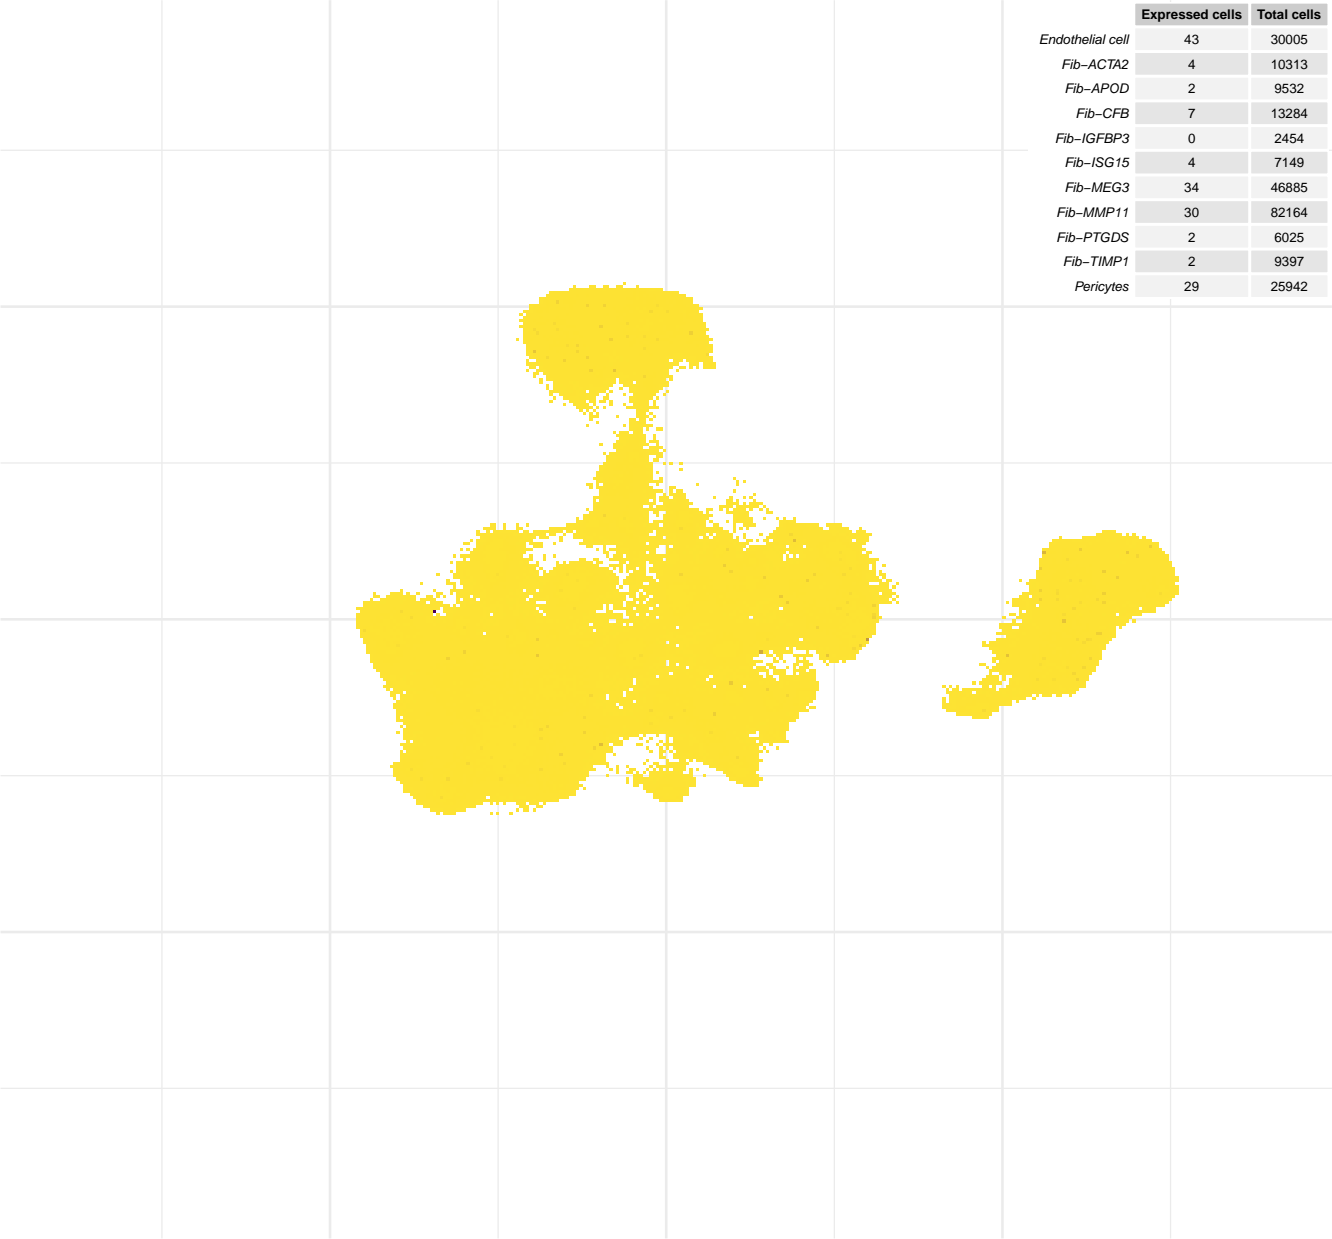 Expressed cells Total cells
Endothelial cell 43 30005
Fib−ACTA2 4 10313
Fib−APOD 2 9532
Fib−CFB 7 13284
Fib−IGFBP3 0 2454
Fib−ISG15 4 7149
Fib−MEG3 34 46885
Fib−MMP11 30 82164
Fib−PTGDS 2 6025
Fib−TIMP1 2 9397
Pericytes 29 25942